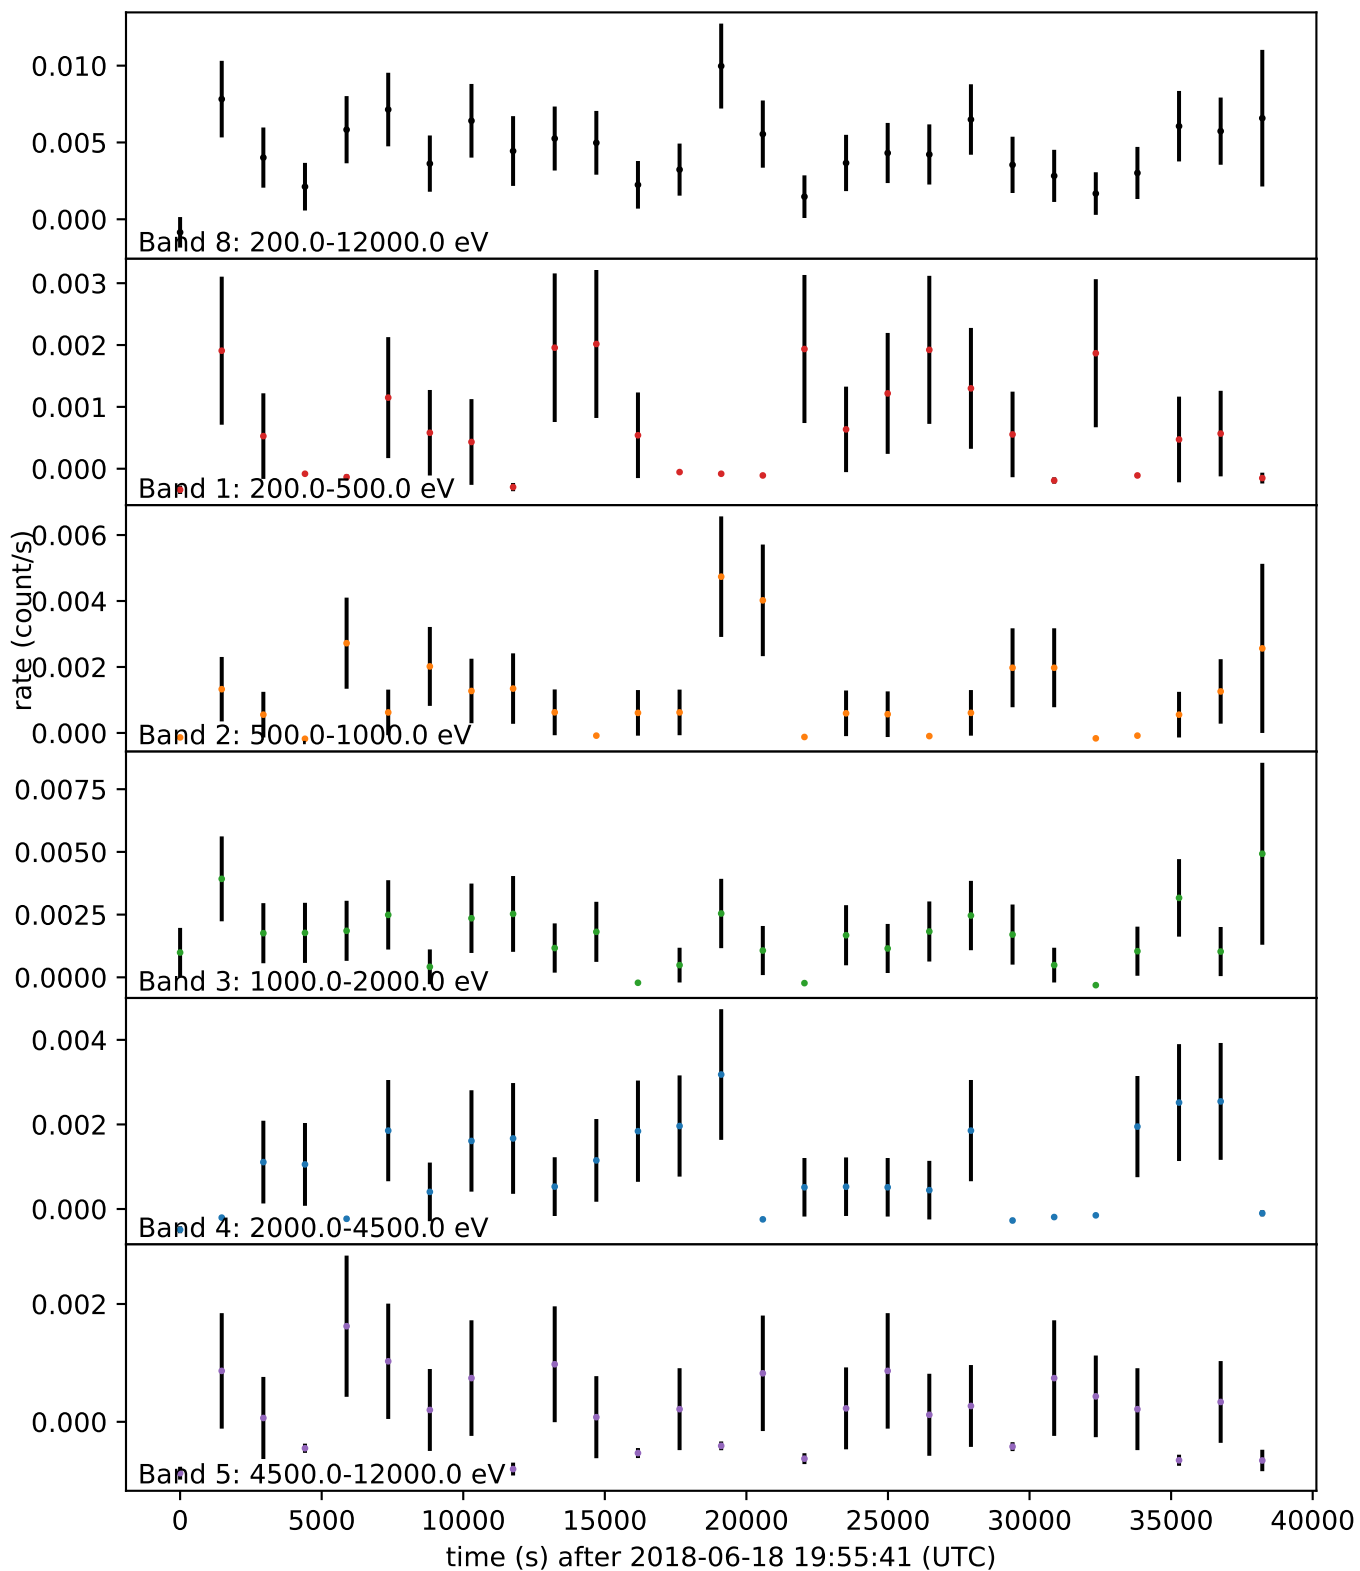 0.010
0.005
0.000
Band 8: 200.0-12000.0 eV
0.003
0.002
0.001
0.000
Band 1: 200.0-500.0 eV
rate (count/s)
0.006
0.004
0.002
0.000
Band 2: 500.0-1000.0 eV
0.0075
0.0050
0.0025
0.0000
Band 3: 1000.0-2000.0 eV
0.004
0.002
0.000
Band 4: 2000.0-4500.0 eV
0.002
0.000
Band 5: 4500.0-12000.0 eV
0 5000 10000 15000 20000 25000 30000 35000 40000
time (s) after 2018-06-18 19:55:41 (UTC)